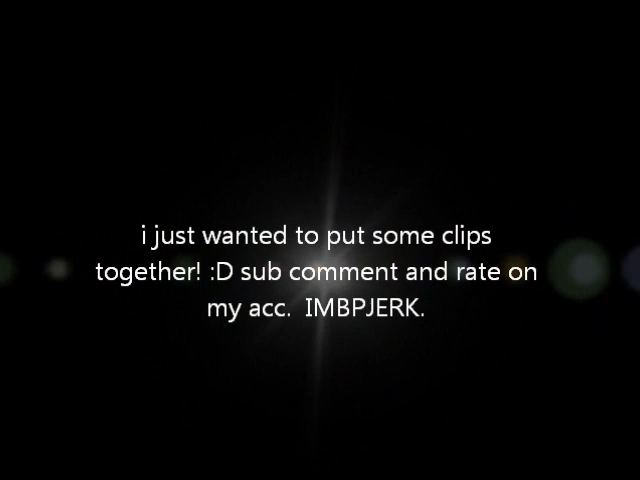 i just wanted to put some clips
together! :D sub comment and rate on
my acc.  IMBPJERK.